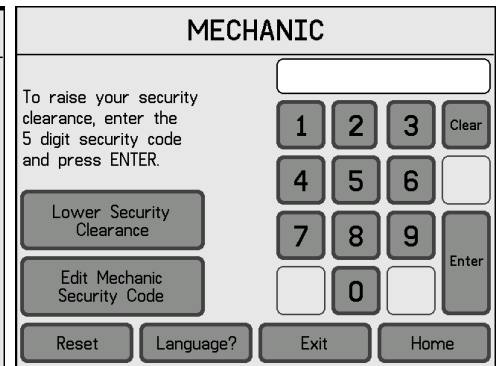 MECHANIC
To raise your security
clearance, enter the
5 digit security code
and press ENTER.
1 2 3 Clear
4 5 6
Lower Security
Clearance
7 8 9
Enter
Edit Mechanic
Security Code
0
Reset Language? Exit Home